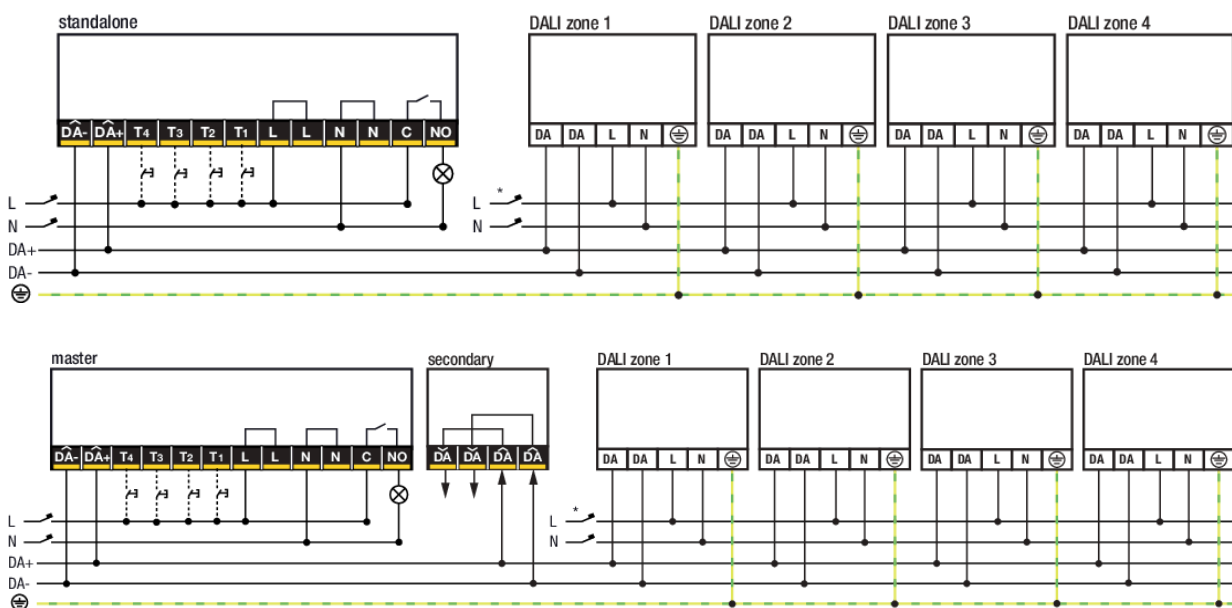 standalone DALI zone 1 DALI zone 2 DALI zone 3 DALI zone 4
DA- DA+ T4 T3 T2 T1 L L N N C NO
DA DA L N DA DA L N DA DA L N DA DA L N
L * L
N N
DA+
DA-
master secondary DALI zone 1 DALI zone 2 DALI zone 3 DALI zone 4
DA- DA+ T4 T3 T2 T1 L L N N C NO DA DA DA DA
DA DA L N DA DA L N DA DA L N DA DA L N
L * L
N N
DA+
DA-